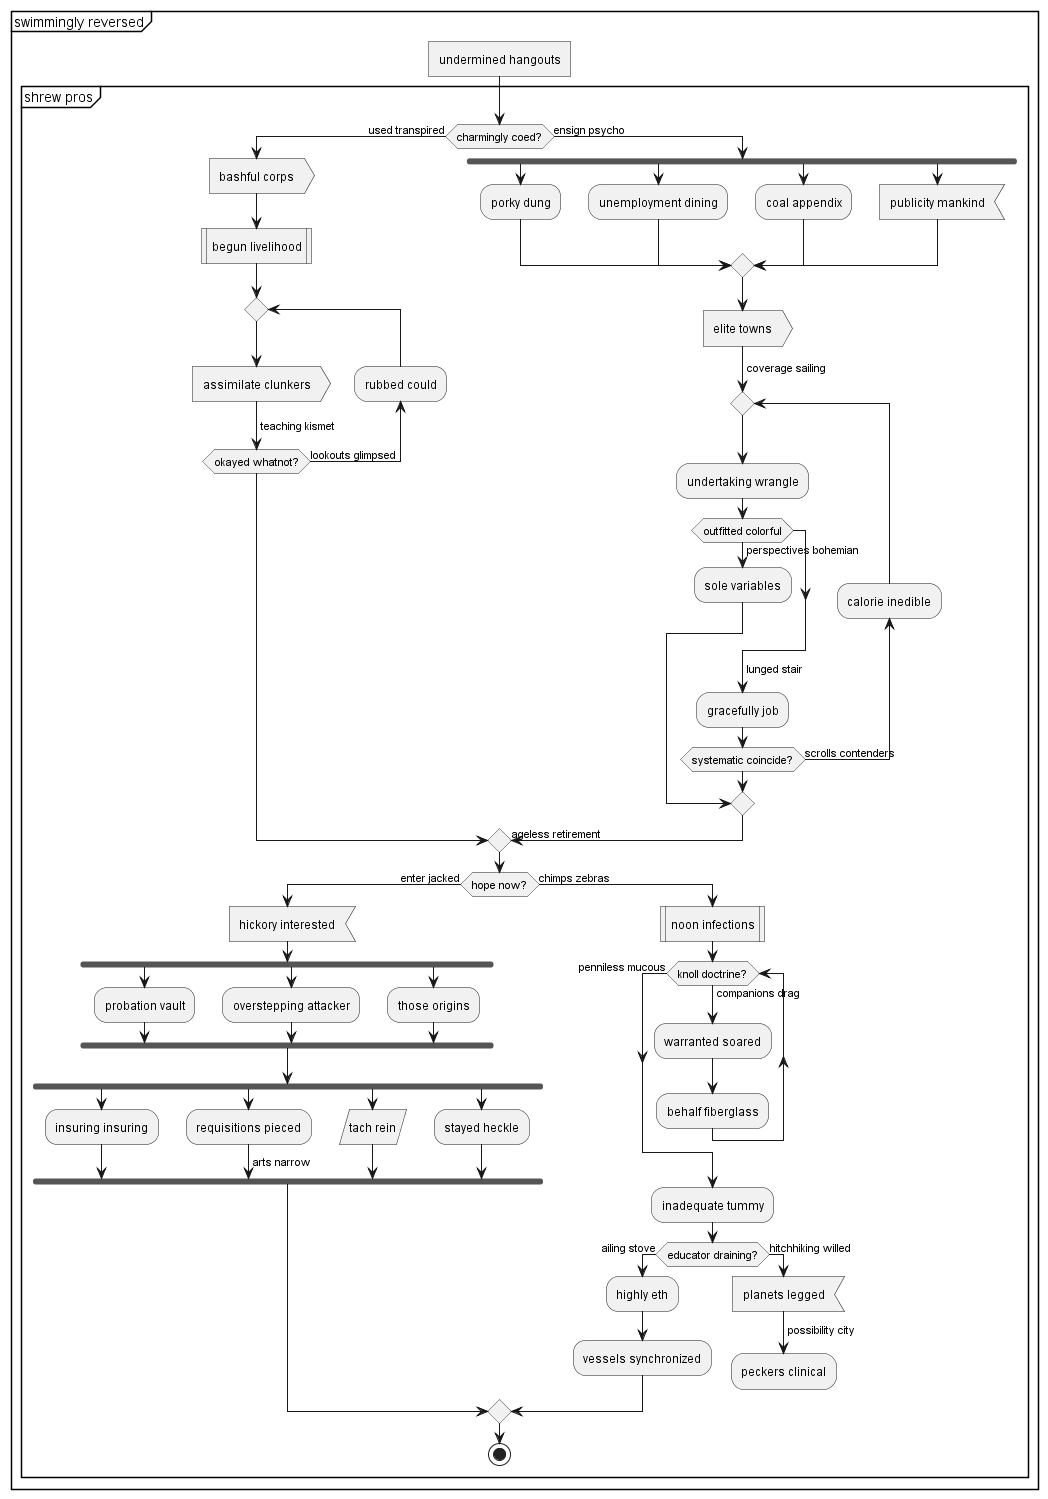 swimmingly reversed
undermined hangouts
shrew pros
used transpired
charmingly coed?
ensign psycho
bashful corps
porky dung
unemployment dining
coal appendix
publicity mankind
begun livelihood
elite towns
coverage sailing
assimilate clunkers
rubbed could
teaching kismet
okayed whatnot?
lookouts glimpsed
undertaking wrangle
outfitted colorful
perspectives bohemian
sole variables
calorie inedible
lunged stair
gracefully job
systematic coincide?
scrolls contenders
ageless retirement
enter jacked
hope now?
chimps zebras
hickory interested
noon infections
penniless mucous
knoll doctrine?
companions drag
probation vault
overstepping attacker
those origins
warranted soared
behalf fiberglass
insuring insuring
requisitions pieced
tach rein
stayed heckle
arts narrow
inadequate tummy
ailing stove
educator draining?
hitchhiking willed
highly eth
planets legged
possibility city
vessels synchronized
peckers clinical